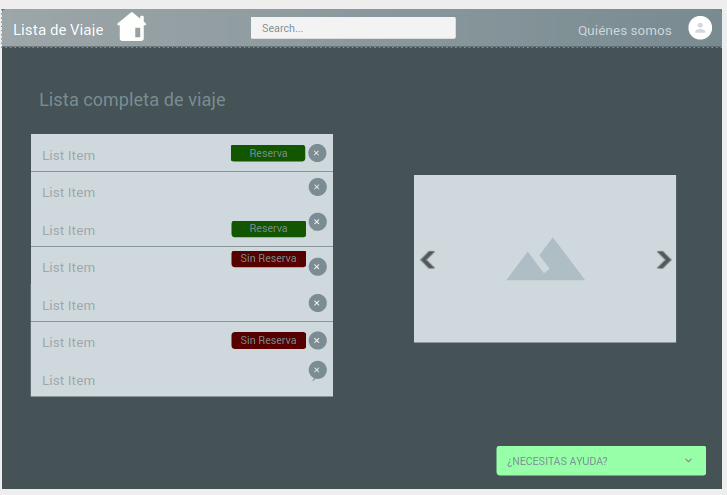 Lista de Viaje
Search...
Quiénes somos
Lista completa de viaje
List Item
Reserva
List Item
List Item
Reserva
List Item
Sin Reserva
List Item
List Item
Sin Reserva
List Item
¿NECESITAS AYUDA?